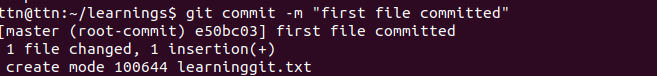 ttn@ttn:~/learnings$ git commit -m "first file committed"
[master (root-commit) e50bc03] first file committed
 1 file changed, 1 insertion(+)
 create mode 100644 learninggit.txt